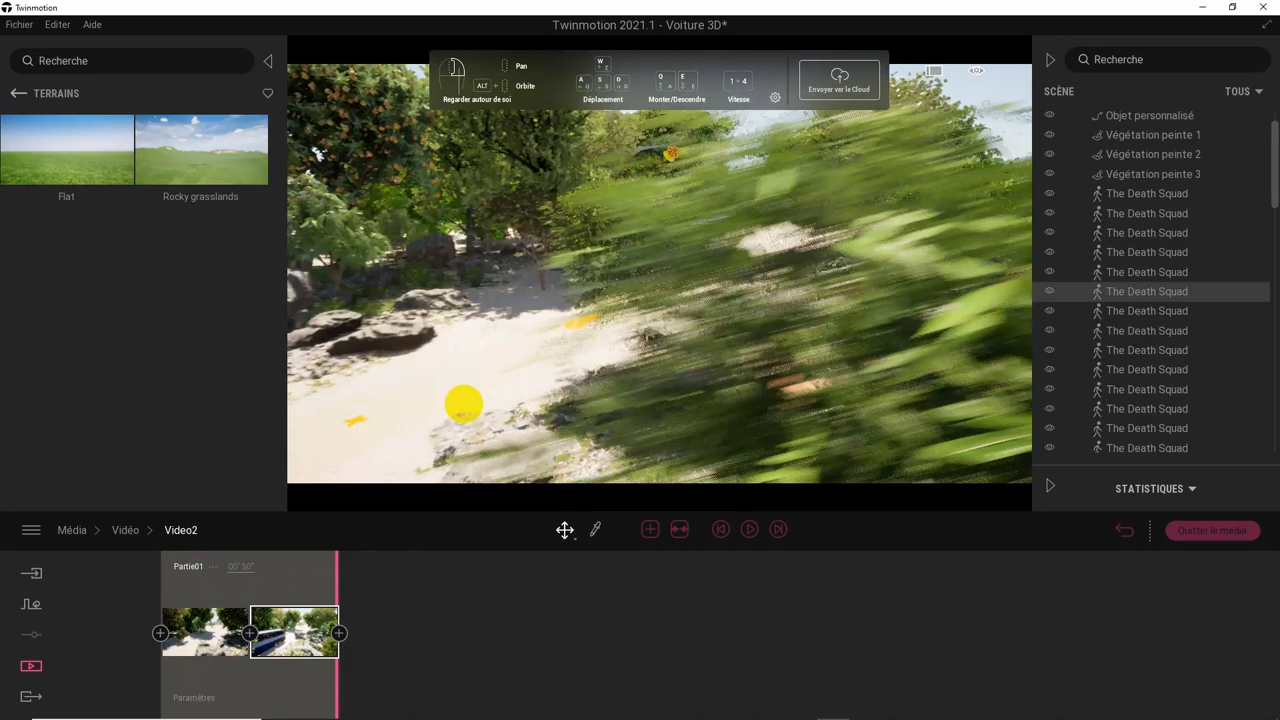 Twinmotion
Fichier Editer Aide
Twinmotion 2021.1 - Voiture 3D*
Recherche
TERRAINS
Flat
Rocky grasslands
Pan
ALT
Orbite
Regarder autour de soi
W
A S D
Déplacement
Q E
Monter/Descendre
Vitesse
Envoyer ver le Cloud
Recherche
SCÈNE
TOUS
Objet personnalisé
Végétation peinte 1
Végétation peinte 2
Végétation peinte 3
The Death Squad
The Death Squad
The Death Squad
The Death Squad
The Death Squad
The Death Squad
The Death Squad
The Death Squad
The Death Squad
The Death Squad
The Death Squad
The Death Squad
The Death Squad
The Death Squad
STATISTIQUES
Média
Vidéo
Video2
Quitter le média
Partie01
00'30"
Paramètres